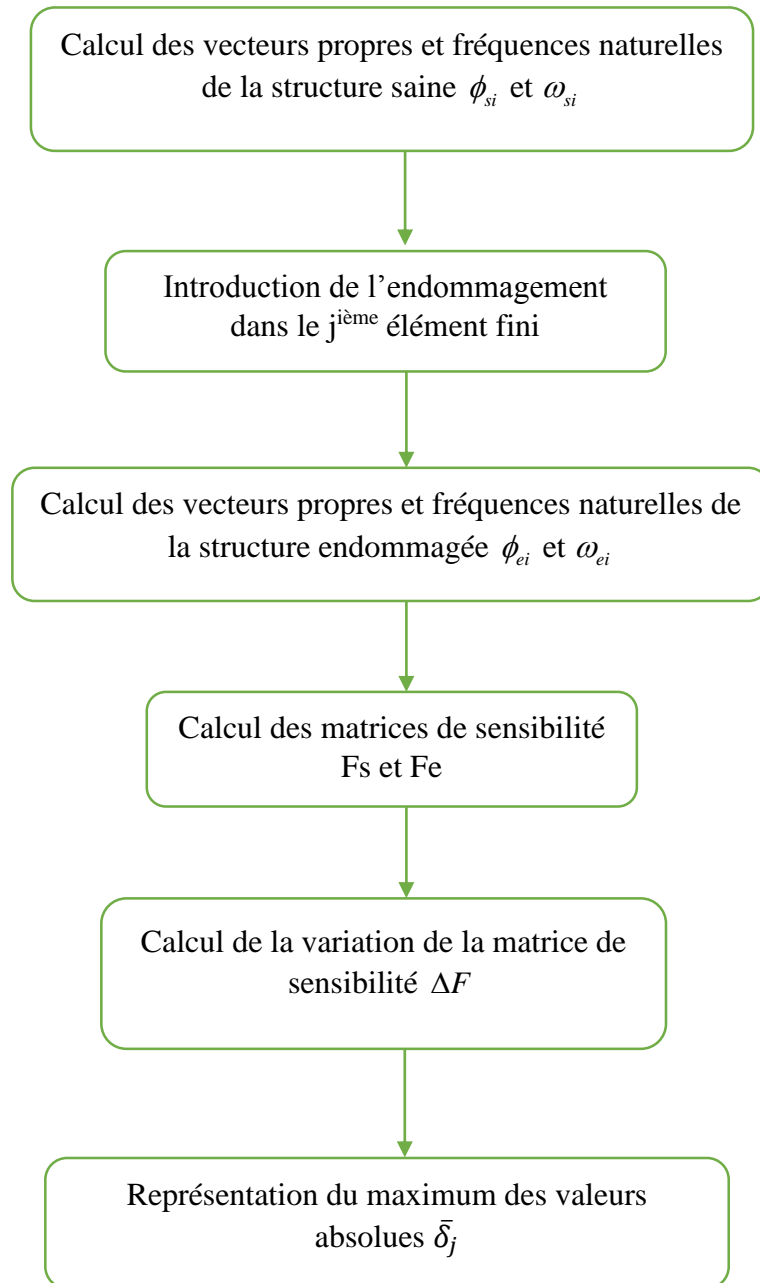 Calcul des vecteurs propres et fréquences naturelles
de la structure saine ϕsi et ωsi
Introduction de l’endommagement
dans le jième élément fini
Calcul des vecteurs propres et fréquences naturelles de
la structure endommagée ϕei et ωei
Calcul des matrices de sensibilité
Fs et Fe
Calcul de la variation de la matrice de
sensibilité ΔF
Représentation du maximum des valeurs
absolues δ̄j